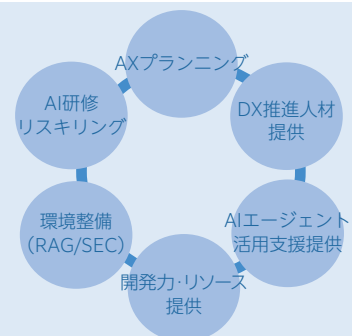 AXプランニング
DX推進人材
提供
AIエージェント
活用支援提供
開発力・リソース
提供
環境整備
（RAG/SEC）
AI研修
リスキリング